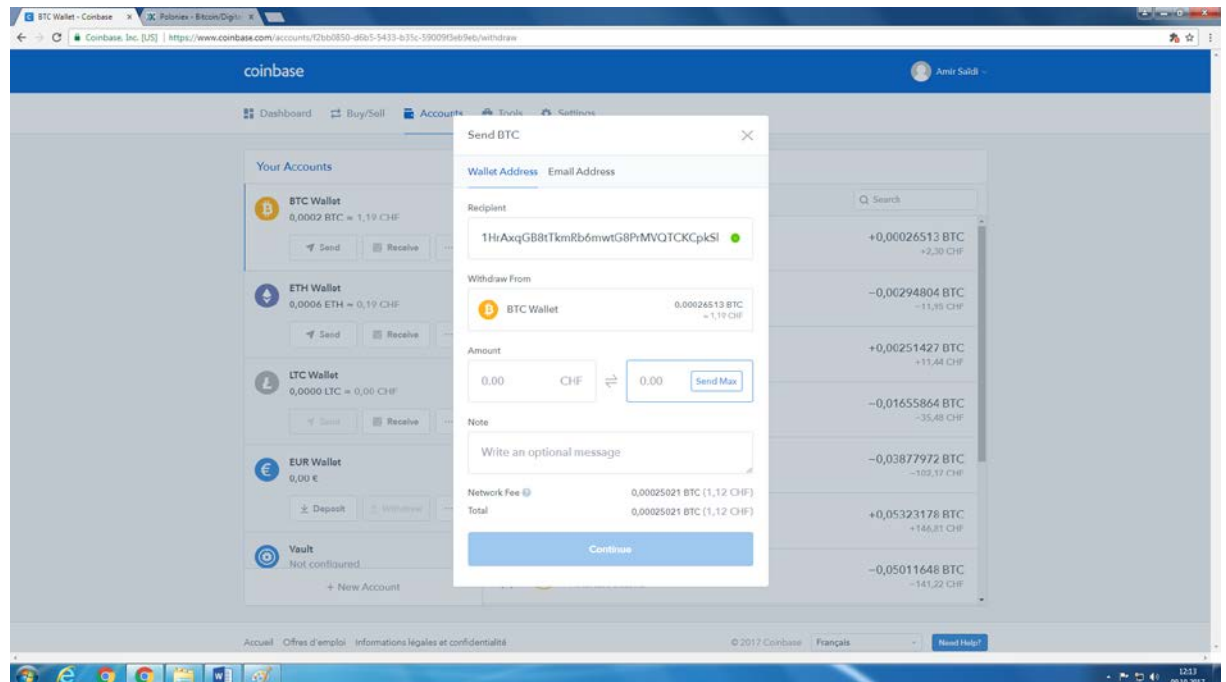 BTC Wallet - Coinbase
Poloniex - Bitcoin/Digit
Coinbase, Inc. [US] | https://www.coinbase.com/accounts/
/withdraw
coinbase
Amir Saïdi
Dashboard
Buy/Sell
Accounts
Tools
Settings
Send BTC
Your Accounts
Wallet Address
Email Address
BTC Wallet
0,0002 BTC ≈ 1,19 CHF
Send
Receive
Search
Recipient
+0,00026513 BTC
+2,30 CHF
Withdraw From
BTC Wallet
0,00026513 BTC
≈ 1,19 CHF
ETH Wallet
0,0006 ETH ≈ 0,19 CHF
Send
Receive
−0,00294804 BTC
−11,95 CHF
Amount
0.00 CHF
0.00
Send Max
+0,00251427 BTC
+11,44 CHF
LTC Wallet
0,0000 LTC ≈ 0,00 CHF
Send
Receive
−0,01655864 BTC
−35,48 CHF
Note
Write an optional message
EUR Wallet
0,00 €
Deposit
Withdraw
−0,03877972 BTC
−102,17 CHF
Network Fee
0,00025021 BTC (1,12 CHF)
Total
0,00025021 BTC (1,12 CHF)
+0,05323178 BTC
+146,81 CHF
Continue
Vault
Not configured
−0,05011648 BTC
−141,22 CHF
+ New Account
Accueil
Offres d'emploi
Informations légales et confidentialité
© 2017 Coinbase
Français
Need Help?
12:13